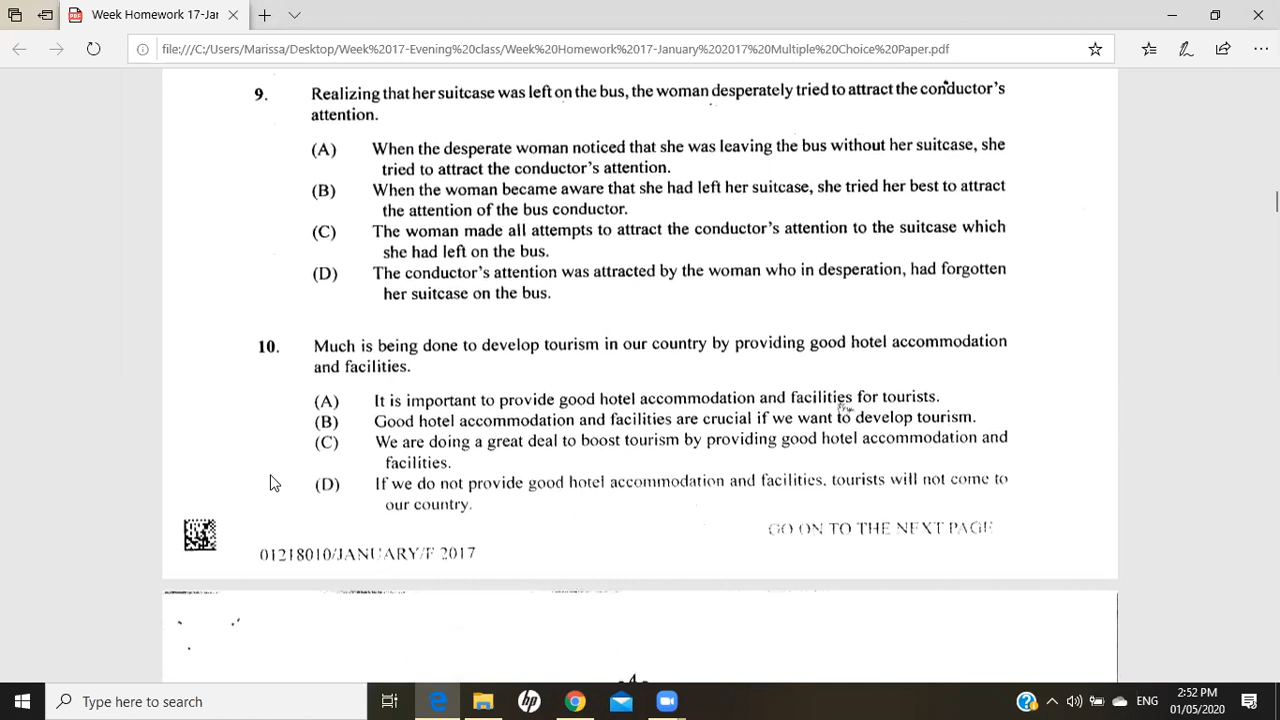 Week Homework 17-Jar
file:///C:/Users/Marissa/Desktop/Week%2017-Evening%20class/Week%20Homework%2017-January%202017%20Multiple%20Choice%20Paper.pdf
9. Realizing that her suitcase was left on the bus, the woman desperately tried to attract the conductor's
attention.
(A) When the desperate woman noticed that she was leaving the bus without her suitcase, she
tried to attract the conductor's attention.
(B) When the woman became aware that she had left her suitcase, she tried her best to attract
the attention of the bus conductor.
(C) The woman made all attempts to attract the conductor's attention to the suitcase which
she had left on the bus.
(D) The conductor's attention was attracted by the woman who in desperation, had forgotten
her suitcase on the bus.
10. Much is being done to develop tourism in our country by providing good hotel accommodation
and facilities.
(A) It is important to provide good hotel accommodation and facilities for tourists.
(B) Good hotel accommodation and facilities are crucial if we want to develop tourism.
(C) We are doing a great deal to boost tourism by providing good hotel accommodation and
facilities.
(D) If we do not provide good hotel accommodation and facilities, tourists will not come to
our country.
GO ON TO THE NEXT PAGE
01218010/JANUARY/F 2017
- 4 -
Type here to search
hp
ENG
2:52 PM
01/05/2020